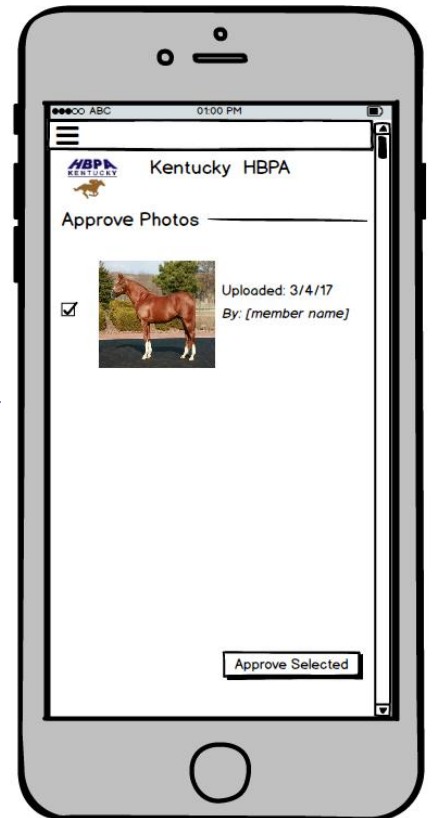 ●●●○○ ABC 01:00 PM
HBPA
KENTUCKY
Kentucky HBPA
Approve Photos
Uploaded: 3/4/17
By: [member name]
Approve Selected